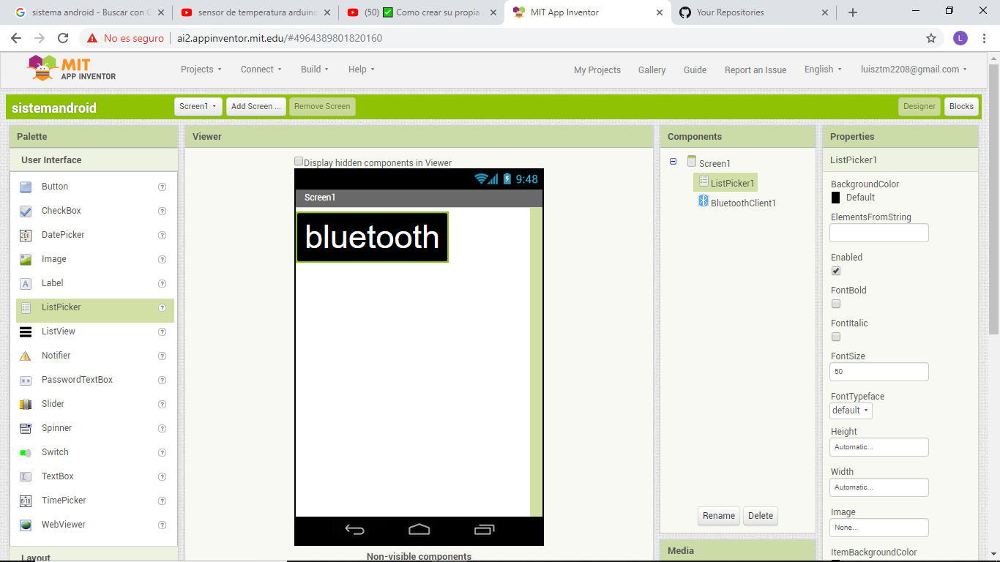 sistema android - Buscar con G
sensor de temperatura arduino
(50) ✅ Como crear su propia a
MIT App Inventor
Your Repositories
No es seguro | ai2.appinventor.mit.edu/#4964389801820160
L
MIT
APP INVENTOR
Projects
Connect
Build
Help
My Projects
Gallery
Guide
Report an Issue
English
luisztm2208@gmail.com
sistemandroid
Screen1
Add Screen ...
Remove Screen
Designer
Blocks
Palette
User Interface
Button
CheckBox
DatePicker
Image
Label
ListPicker
ListView
Notifier
PasswordTextBox
Slider
Spinner
Switch
TextBox
TimePicker
WebViewer
Layout
Viewer
Display hidden components in Viewer
9:48
Screen1
bluetooth
Non-visible components
Components
Screen1
ListPicker1
BluetoothClient1
Rename
Delete
Media
Properties
ListPicker1
BackgroundColor
Default
ElementsFromString
Enabled
FontBold
FontItalic
FontSize
50
FontTypeface
default
Height
Automatic...
Width
Automatic...
Image
None...
ItemBackgroundColor